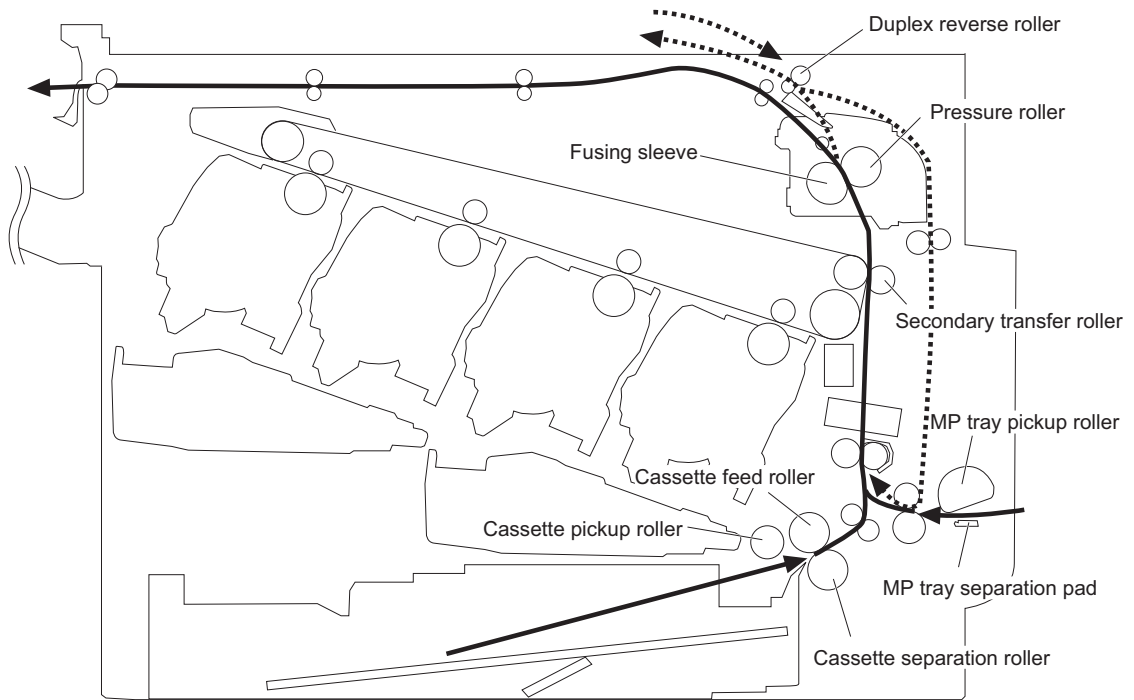 Duplex reverse roller
Pressure roller
Fusing sleeve
Secondary transfer roller
MP tray pickup roller
Cassette feed roller
Cassette pickup roller
MP tray separation pad
Cassette separation roller